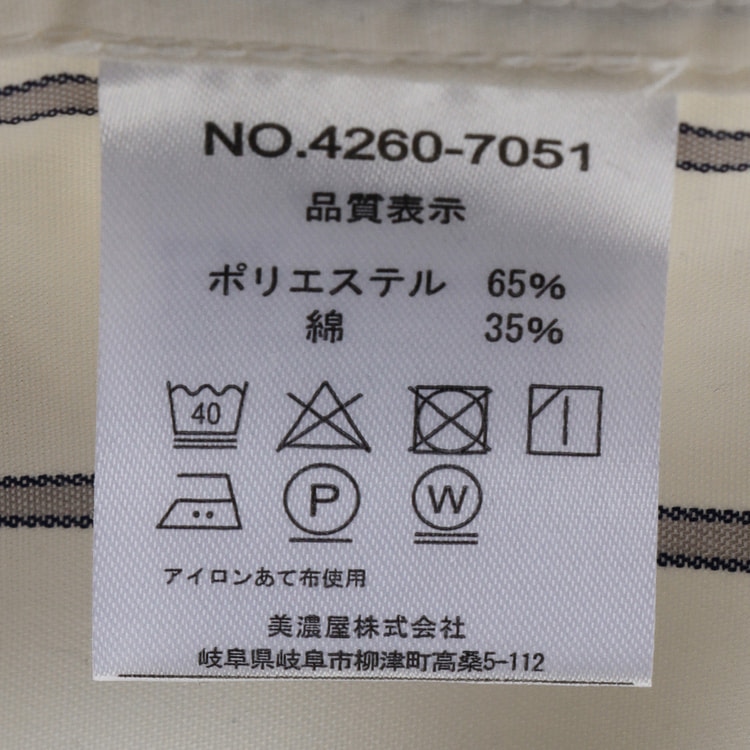 NO.4260-7051
品質表示
ポリエステル 65%
綿 35%
40
P W
アイロンあて布使用
美濃屋株式会社
岐阜県岐阜市柳津町高桑5-112